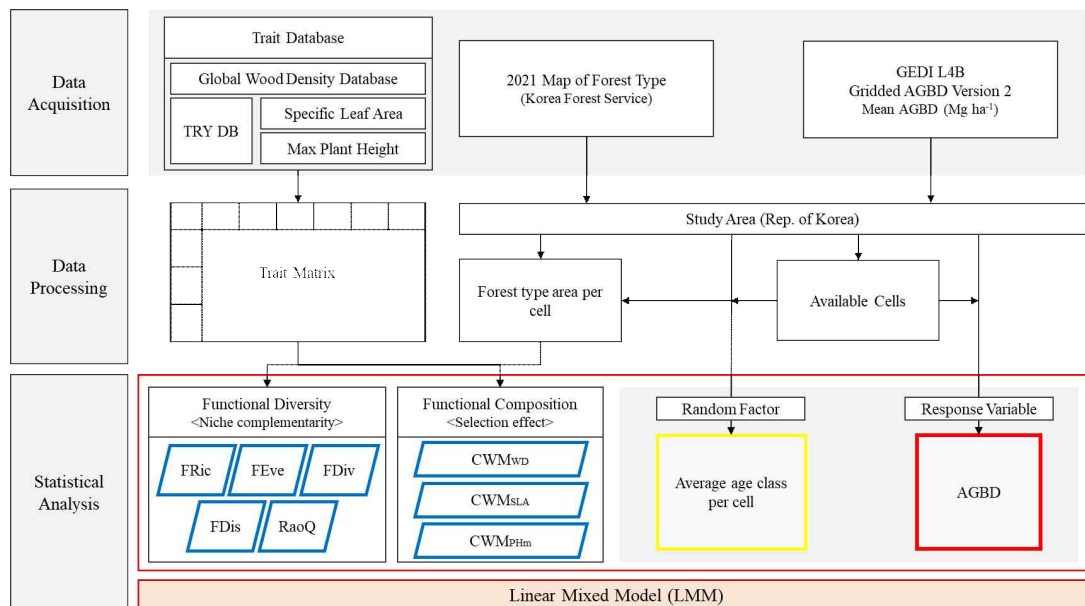 Data
Acquisition
Trait Database
Global Wood Density Database
TRY DB
Specific Leaf Area
Max Plant Height
2021 Map of Forest Type
(Korea Forest Service)
GEDI L4B
Gridded AGBD Version 2
Mean AGBD (Mg ha⁻¹)
Data
Processing
Trait Matrix
Study Area (Rep. of Korea)
Forest type area per
cell
Available Cells
Statistical
Analysis
Functional Diversity
<Niche complementarity>
FRic
FEve
FDiv
FDis
RaoQ
Functional Composition
<Selection effect>
CWMWD
CWMSLA
CWMPHm
Random Factor
Average age class
per cell
Response Variable
AGBD
Linear Mixed Model (LMM)